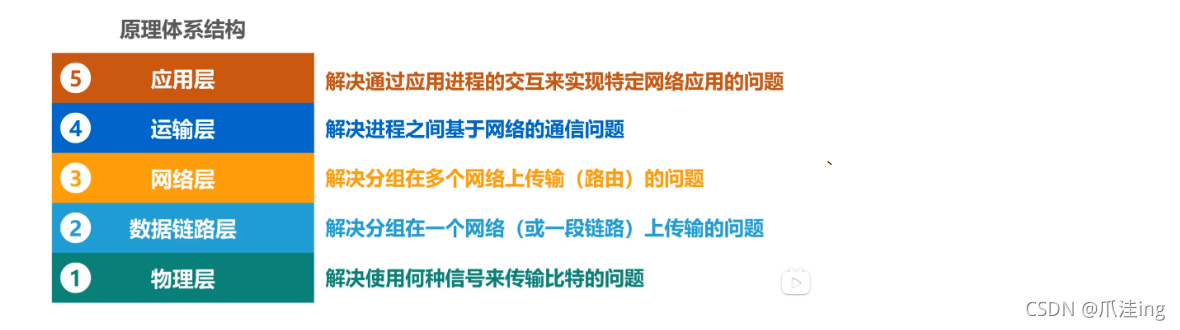 原理体系结构
5 应用层 解决通过应用进程的交互来实现特定网络应用的问题
4 运输层 解决进程之间基于网络的通信问题
3 网络层 解决分组在多个网络上传输（路由）的问题
2 数据链路层 解决分组在一个网络（或一段链路）上传输的问题
1 物理层 解决使用何种信号来传输比特的问题
CSDN @爪洼ing